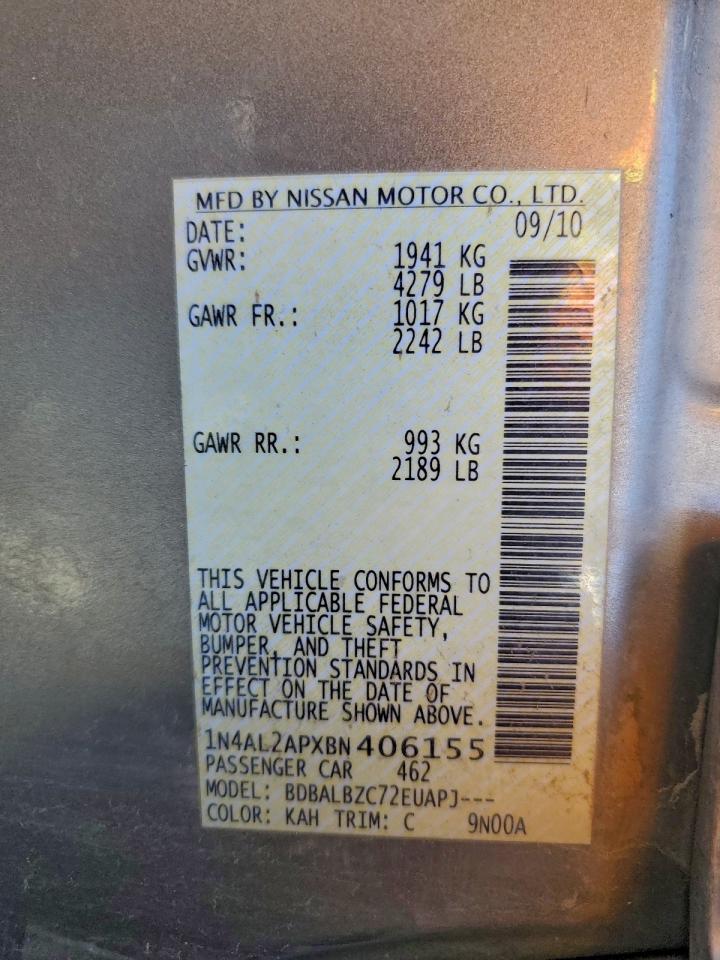 MFD BY NISSAN MOTOR CO., LTD.
DATE: 09/10
GVWR: 1941 KG
4279 LB
GAWR FR.: 1017 KG
2242 LB
GAWR RR.: 993 KG
2189 LB
THIS VEHICLE CONFORMS TO
ALL APPLICABLE FEDERAL
MOTOR VEHICLE SAFETY,
BUMPER, AND THEFT
PREVENTION STANDARDS IN
EFFECT ON THE DATE OF
MANUFACTURE SHOWN ABOVE.
1N4AL2APXBN406155
PASSENGER CAR 462
MODEL: BDBALBZC72EUAPJ---
COLOR: KAH TRIM: C 9N00A